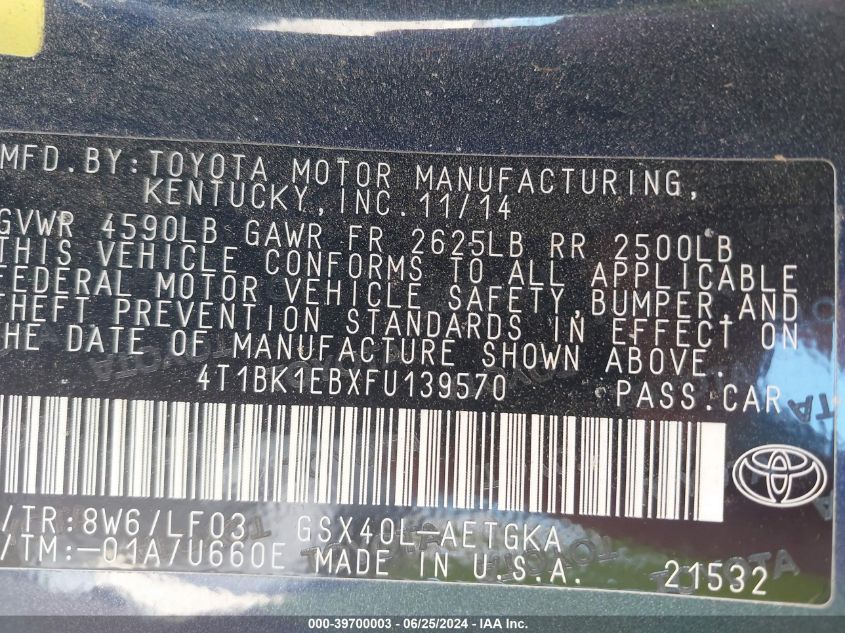 MFD. BY: TOYOTA MOTOR MANUFACTURING,
KENTUCKY, INC. 11/14
GVWR 4590LB GAWR FR 2625LB RR 2500LB
THIS VEHICLE CONFORMS TO ALL APPLICABLE
FEDERAL MOTOR VEHICLE SAFETY, BUMPER, AND
THEFT PREVENTION STANDARDS IN EFFECT ON
THE DATE OF MANUFACTURE SHOWN ABOVE.
4T1BK1EBXFU139570 PASS.CAR
/TR:8W6/LF03 GSX40L-AETGKA
/TM:-01A/U660E MADE IN U.S.A. 21532
000-39700003 - 06/25/2024 - IAA Inc.